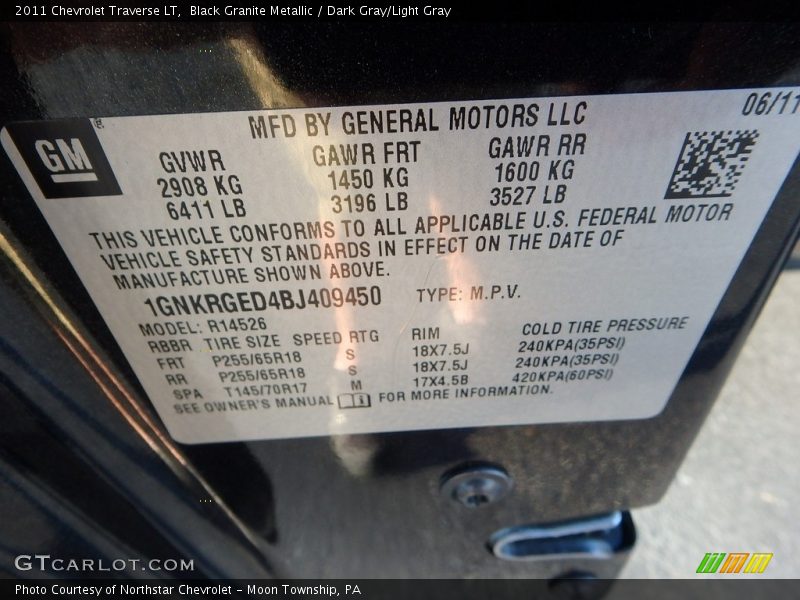 2011 Chevrolet Traverse LT, Black Granite Metallic / Dark Gray/Light Gray
06/11
MFD BY GENERAL MOTORS LLC
GM
GVWR GAWR FRT GAWR RR
2908 KG 1450 KG 1600 KG
6411 LB 3196 LB 3527 LB
THIS VEHICLE CONFORMS TO ALL APPLICABLE U.S. FEDERAL MOTOR
VEHICLE SAFETY STANDARDS IN EFFECT ON THE DATE OF
MANUFACTURE SHOWN ABOVE.
1GNKRGED4BJ409450 TYPE: M.P.V.
MODEL: R14526
RBBR TIRE SIZE SPEED RTG RIM COLD TIRE PRESSURE
FRT P255/65R18 S 18X7.5J 240KPA(35PSI)
RR P255/65R18 S 18X7.5J 240KPA(35PSI)
SPA T145/70R17 M 17X4.5B 420KPA(60PSI)
SEE OWNER'S MANUAL FOR MORE INFORMATION.
GTCARLOT.COM
Photo Courtesy of Northstar Chevrolet - Moon Township, PA